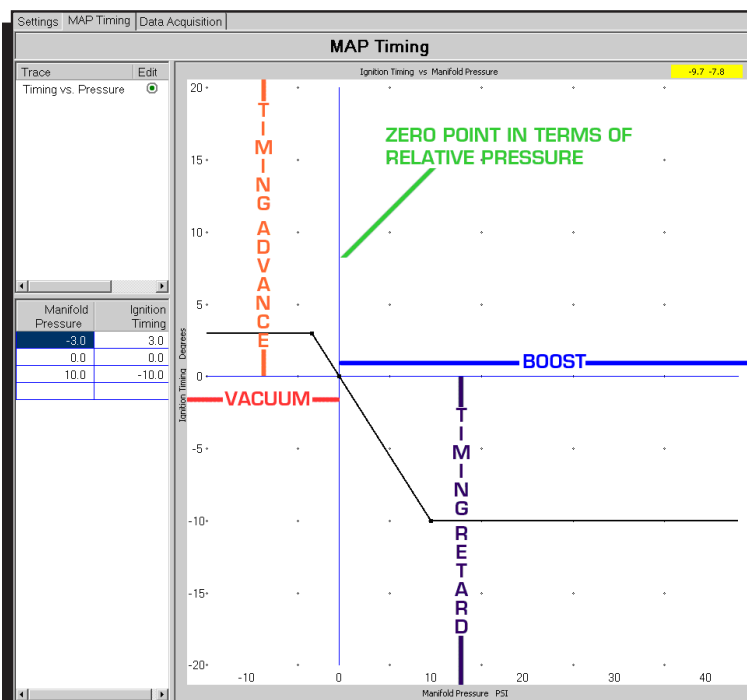 Settings MAP Timing Data Acquisition
MAP Timing
Trace Edit
Timing vs. Pressure
Manifold Pressure Ignition Timing
-3.0 3.0
0.0 0.0
10.0 -10.0
Ignition Timing vs Manifold Pressure
-9.7 -7.8
20
15
10
5
0
-5
-10
-15
-20
Ignition Timing Degrees
TIMING ADVANCE
ZERO POINT IN TERMS OF
RELATIVE PRESSURE
BOOST
VACUUM
TIMING RETARD
-10 0 10 20 30 40
Manifold Pressure PSI